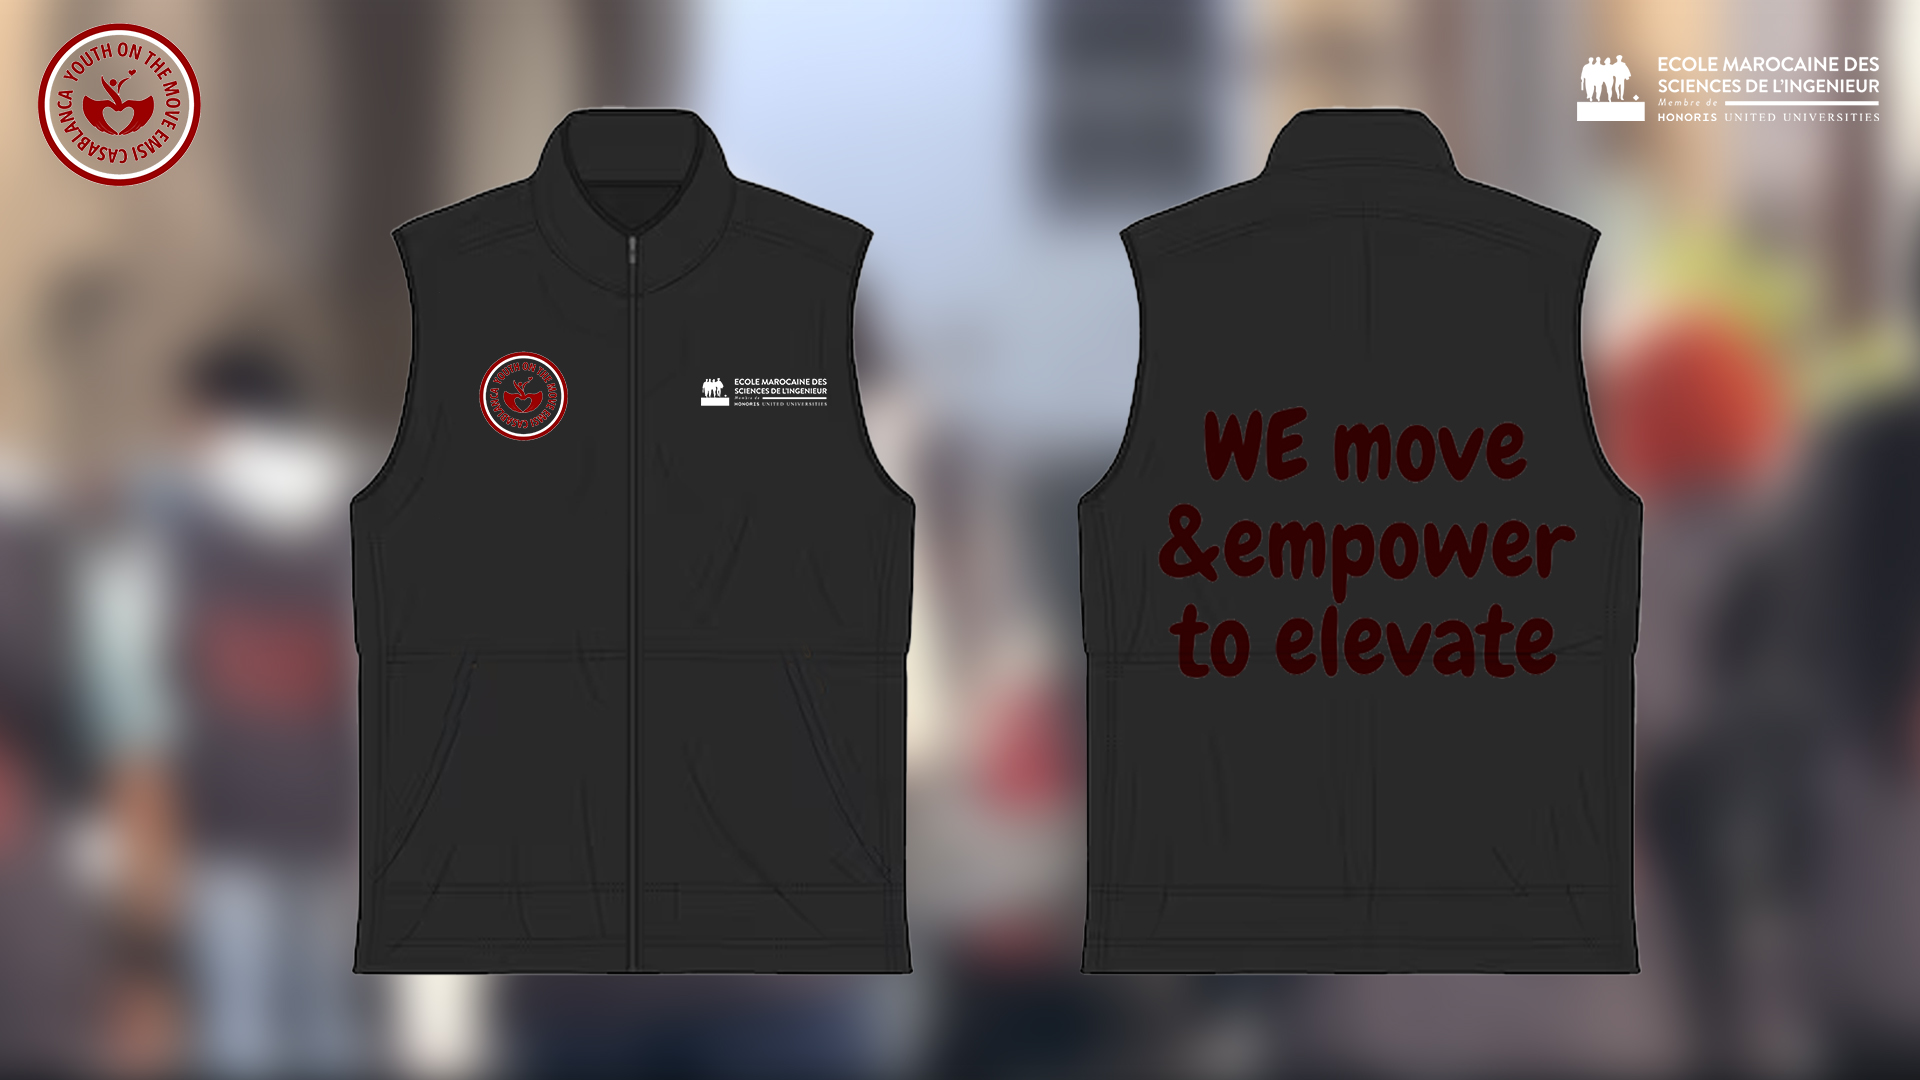 YOUTH ON THE MOVE EMSI CASABLANCA
ECOLE MAROCAINE DES
SCIENCES DE L'INGENIEUR
Membre de
HONORIS UNITED UNIVERSITIES
YOUTH ON THE MOVE EMSI CASABLANCA
ECOLE MAROCAINE DES
SCIENCES DE L'INGENIEUR
Membre de
HONORIS UNITED UNIVERSITIES
WE move
&empower
to elevate